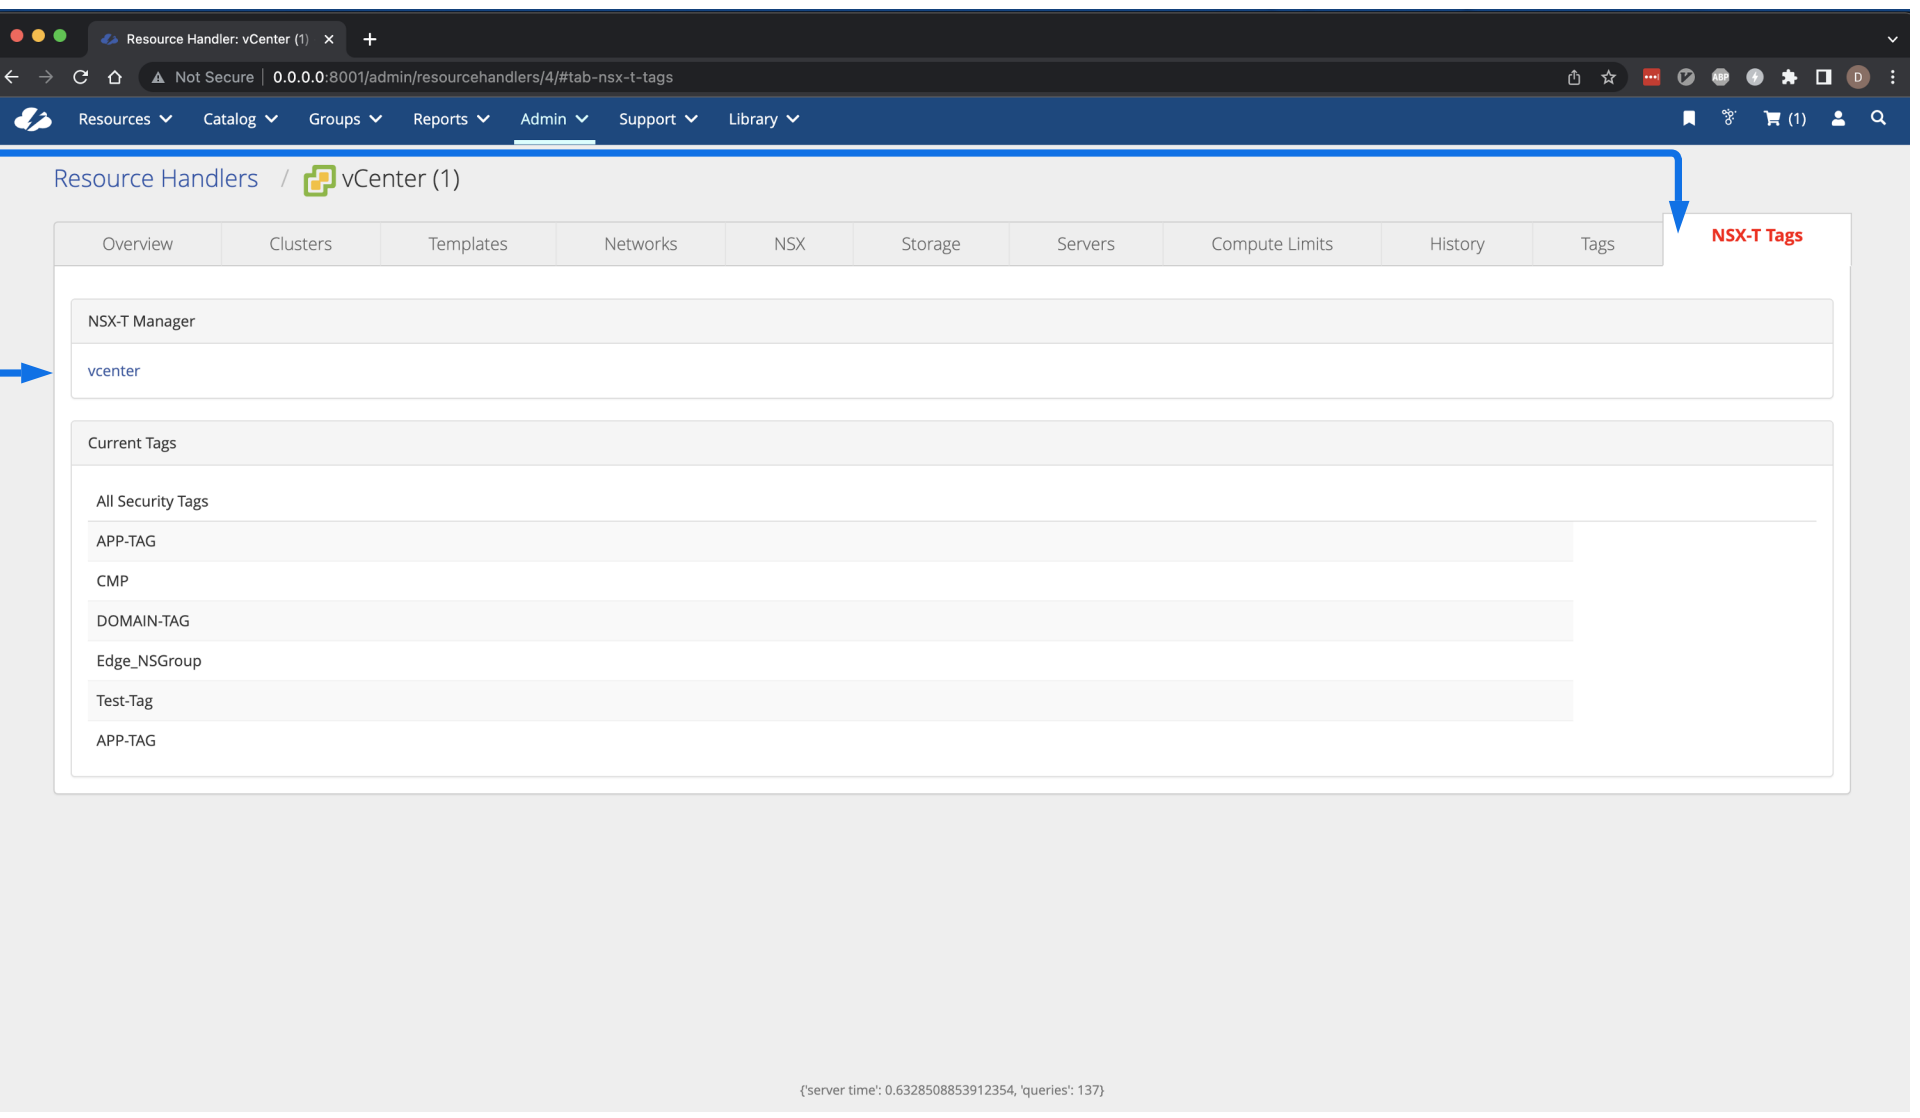 Resource Handler: vCenter (1)
Not Secure | 0.0.0.0:8001/admin/resourcehandlers/4/#tab-nsx-t-tags
ABP
D
Resources Catalog Groups Reports Admin Support Library (1)
Resource Handlers / vCenter (1)
Overview Clusters Templates Networks NSX Storage Servers Compute Limits History Tags NSX-T Tags
NSX-T Manager
vcenter
Current Tags
All Security Tags
APP-TAG
CMP
DOMAIN-TAG
Edge_NSGroup
Test-Tag
APP-TAG
{'server time': 0.6328508853912354, 'queries': 137}